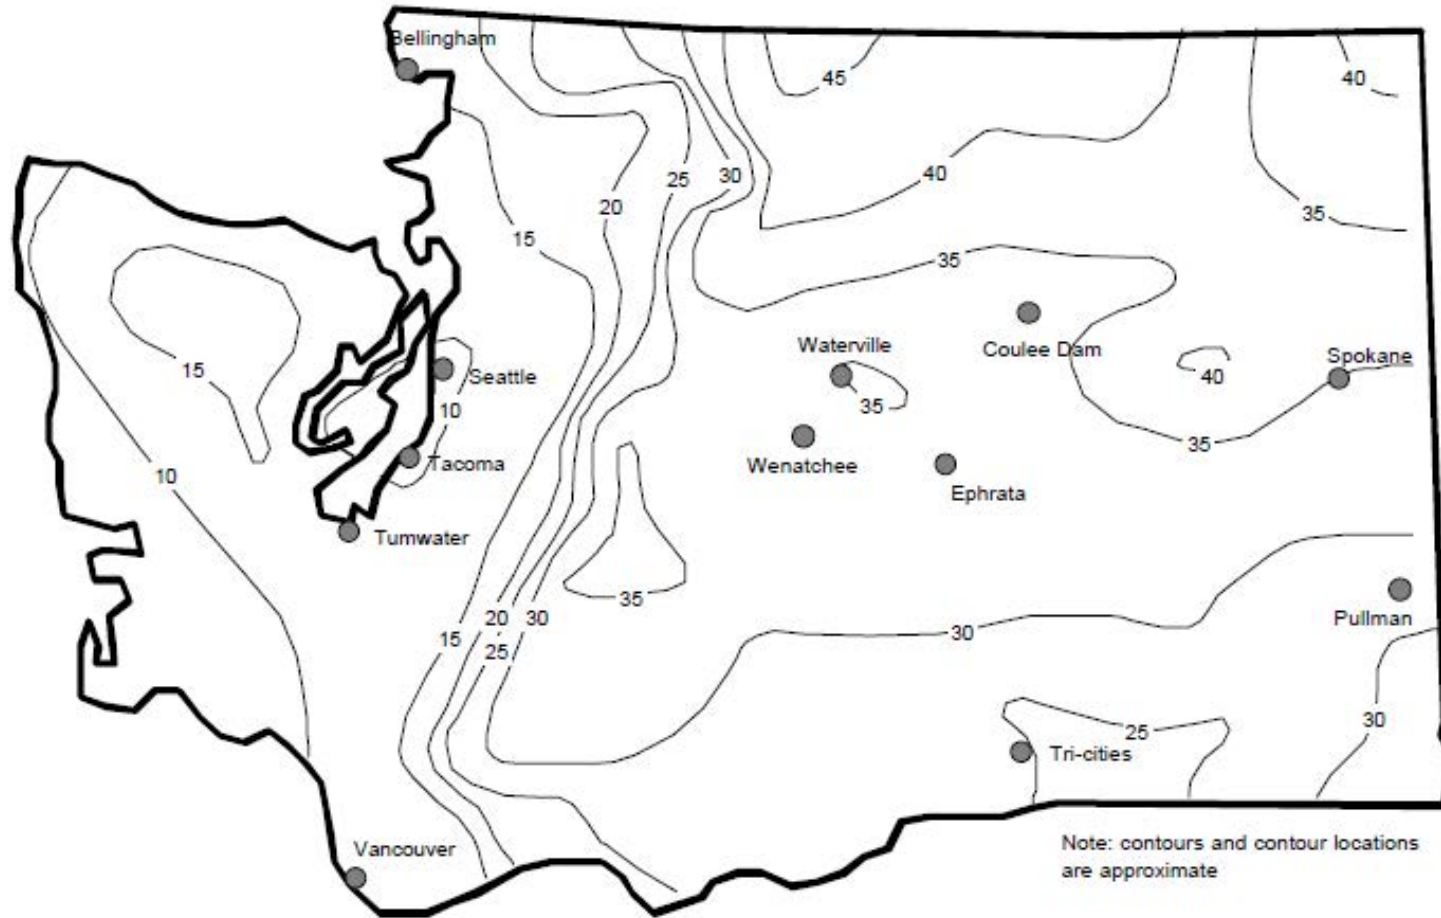 Bellingham
45
40
25
30
40
20
15
35
35
Waterville
Coulee Dam
Spokane
15
Seattle
40
10
35
35
Tacoma
Wenatchee
10
Ephrata
Tumwater
35
20
30
Pullman
15
30
25
30
25
Tri-cities
Vancouver
Note: contours and contour locations
are approximate